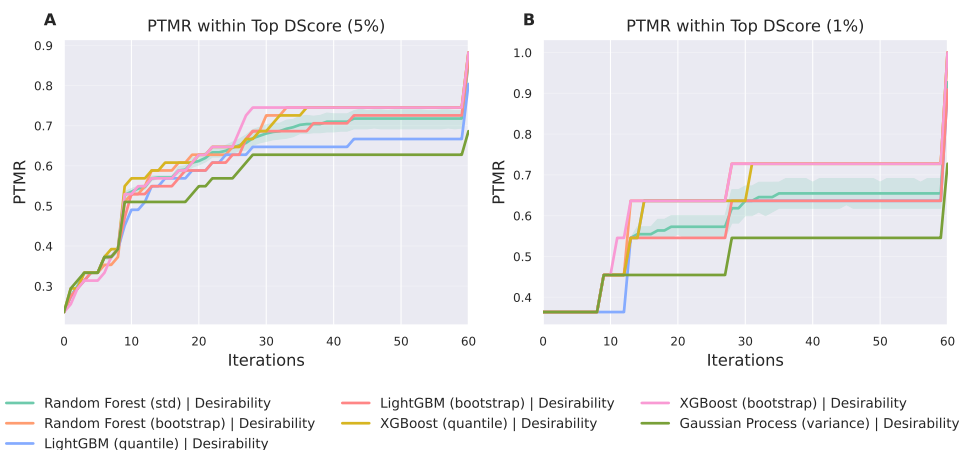 A
PTMR within Top DScore (5%)
0.9
0.8
0.7
0.6
0.5
0.4
0.3
PTMR
0 10 20 30 40 50 60
Iterations
B
PTMR within Top DScore (1%)
1.0
0.9
0.8
0.7
0.6
0.5
0.4
PTMR
0 10 20 30 40 50 60
Iterations
Random Forest (std) | Desirability
Random Forest (bootstrap) | Desirability
LightGBM (quantile) | Desirability
LightGBM (bootstrap) | Desirability
XGBoost (quantile) | Desirability
XGBoost (bootstrap) | Desirability
Gaussian Process (variance) | Desirability